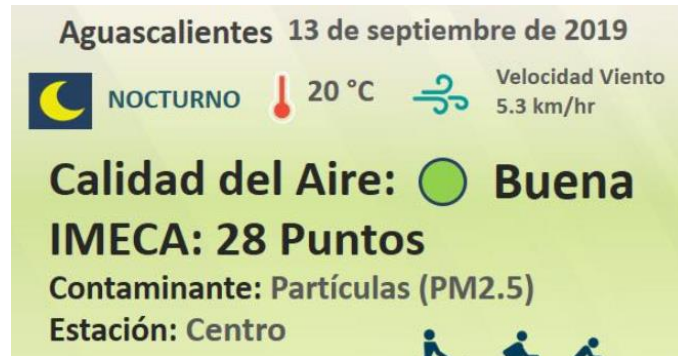 Aguascalientes 13 de septiembre de 2019
NOCTURNO 20 °C Velocidad Viento
5.3 km/hr
Calidad del Aire: Buena
IMECA: 28 Puntos
Contaminante: Partículas (PM2.5)
Estación: Centro